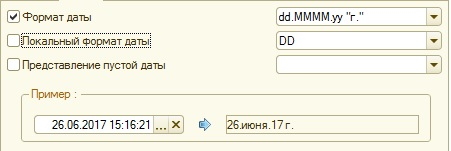 Формат даты dd.MMMM.yy "г."
Локальный формат даты DD
Представление пустой даты
Пример :
26.06.2017 15:16:21 ... × 26.июня.17 г.